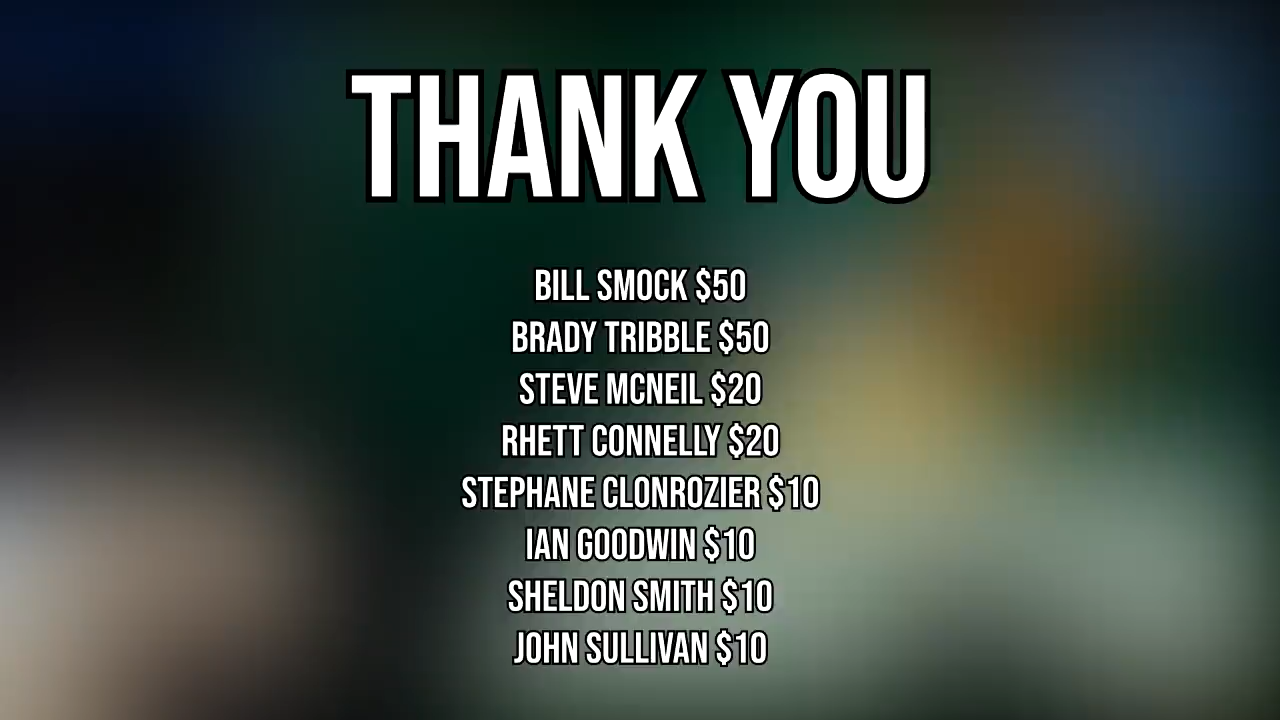 THANK YOU
BILL SMOCK $50
BRADY TRIBBLE $50
STEVE MCNEIL $20
RHETT CONNELLY $20
STEPHANE CLONROZIER $10
IAN GOODWIN $10
SHELDON SMITH $10
JOHN SULLIVAN $10